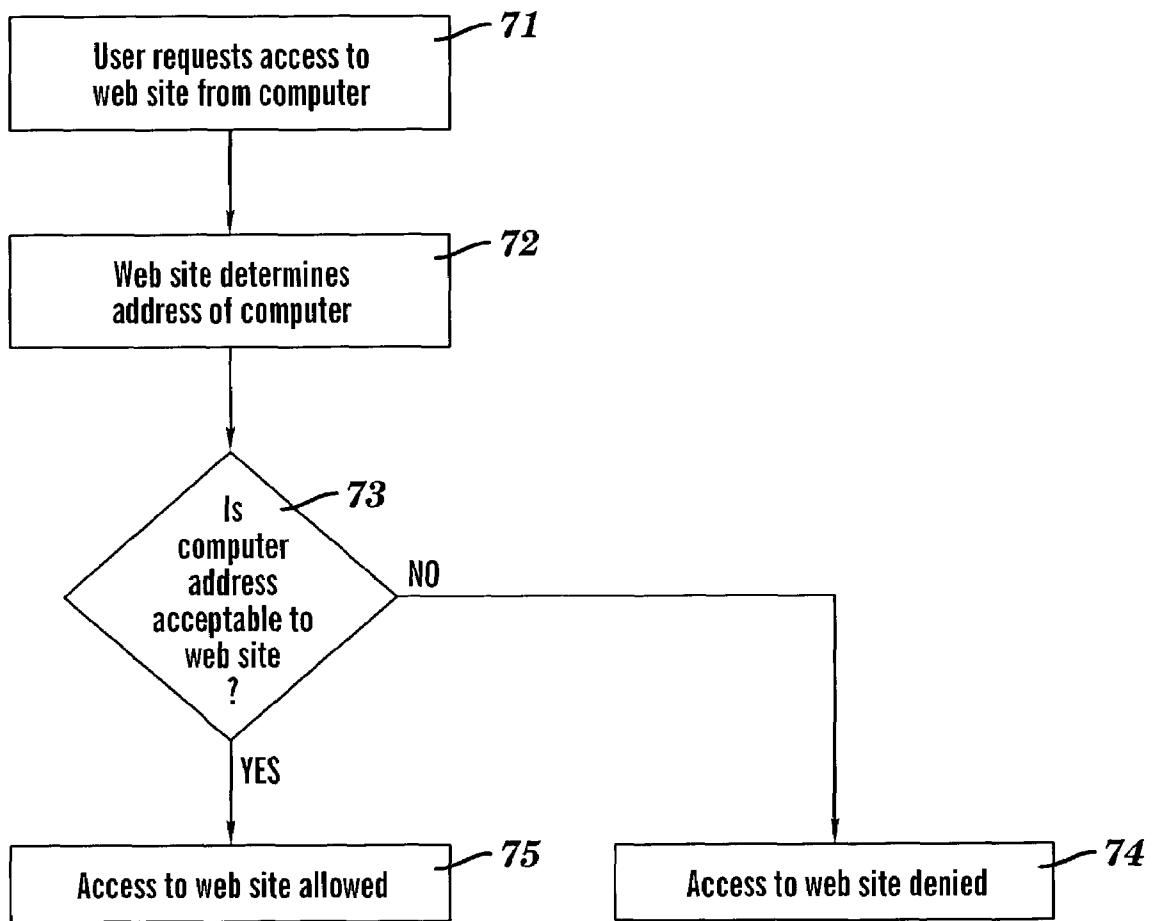 71
User requests access to
web site from computer
72
Web site determines
address of computer
73
Is
computer
address
acceptable to
web site
?
NO
YES
75
Access to web site allowed
74
Access to web site denied